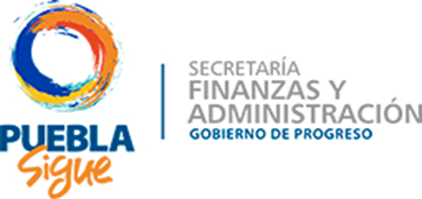 PUEBLA
Sigue
SECRETARÍA
FINANZAS Y
ADMINISTRACIÓN
GOBIERNO DE PROGRESO